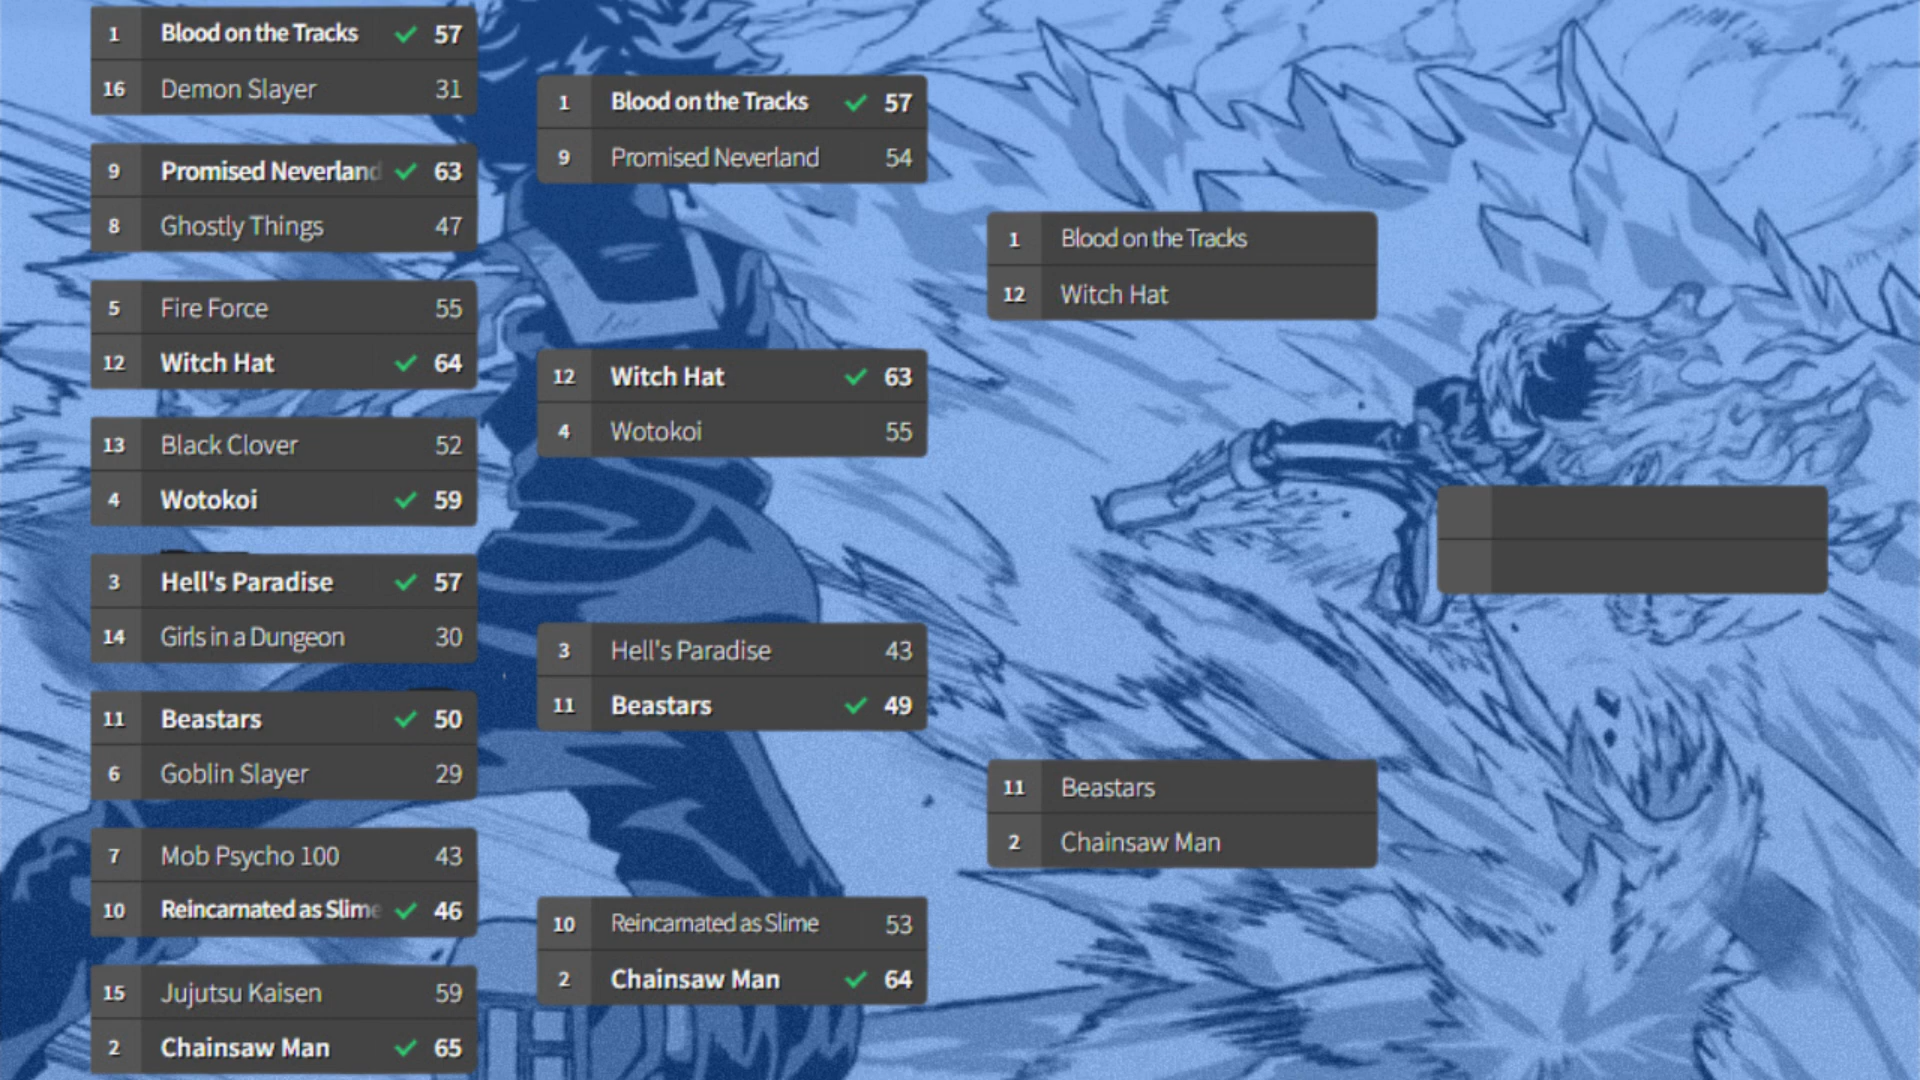 1 Blood on the Tracks ✓ 57
16 Demon Slayer 31
9 Promised Neverland ✓ 63
8 Ghostly Things 47
5 Fire Force 55
12 Witch Hat ✓ 64
13 Black Clover 52
4 Wotokoi ✓ 59
3 Hell's Paradise ✓ 57
14 Girls in a Dungeon 30
11 Beastars ✓ 50
6 Goblin Slayer 29
7 Mob Psycho 100 43
10 Reincarnated as Slime ✓ 46
15 Jujutsu Kaisen 59
2 Chainsaw Man ✓ 65
1 Blood on the Tracks ✓ 57
9 Promised Neverland 54
12 Witch Hat ✓ 63
4 Wotokoi 55
3 Hell's Paradise 43
11 Beastars ✓ 49
10 Reincarnated as Slime 53
2 Chainsaw Man ✓ 64
1 Blood on the Tracks
12 Witch Hat
11 Beastars
2 Chainsaw Man